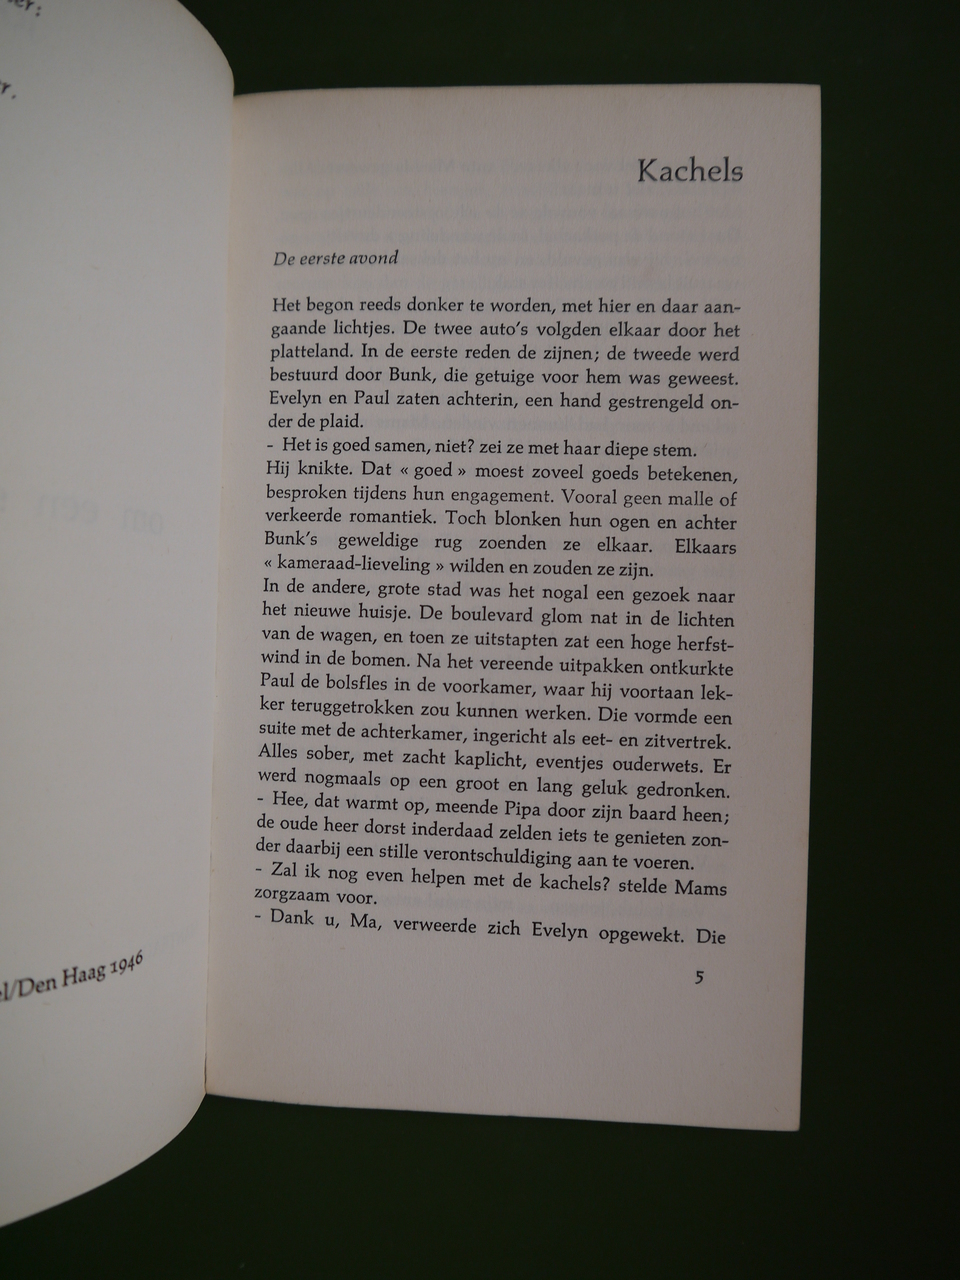 Den Haag 1946
Kachels
De eerste avond
Het begon reeds donker te worden, met hier en daar aan-
gaande lichtjes. De twee auto's volgden elkaar door het
platteland. In de eerste reden de zijnen; de tweede werd
bestuurd door Bunk, die getuige voor hem was geweest.
Evelyn en Paul zaten achterin, een hand gestrengeld on-
der de plaid.
- Het is goed samen, niet? zei ze met haar diepe stem.
Hij knikte. Dat « goed » moest zoveel goeds betekenen,
besproken tijdens hun engagement. Vooral geen malle of
verkeerde romantiek. Toch blonken hun ogen en achter
Bunk's geweldige rug zoenden ze elkaar. Elkaars
« kameraad-lieveling » wilden en zouden ze zijn.
In de andere, grote stad was het nogal een gezoek naar
het nieuwe huisje. De boulevard glom nat in de lichten
van de wagen, en toen ze uitstapten zat een hoge herfst-
wind in de bomen. Na het vereende uitpakken ontkurkte
Paul de bolsfles in de voorkamer, waar hij voortaan lek-
ker teruggetrokken zou kunnen werken. Die vormde een
suite met de achterkamer, ingericht als eet- en zitvertrek.
Alles sober, met zacht kaplicht, eventjes ouderwets. Er
werd nogmaals op een groot en lang geluk gedronken.
- Hee, dat warmt op, meende Pipa door zijn baard heen;
de oude heer dorst inderdaad zelden iets te genieten zon-
der daarbij een stille verontschuldiging aan te voeren.
- Zal ik nog even helpen met de kachels? stelde Mams
zorgzaam voor.
- Dank u, Ma, verweerde zich Evelyn opgewekt. Die
5